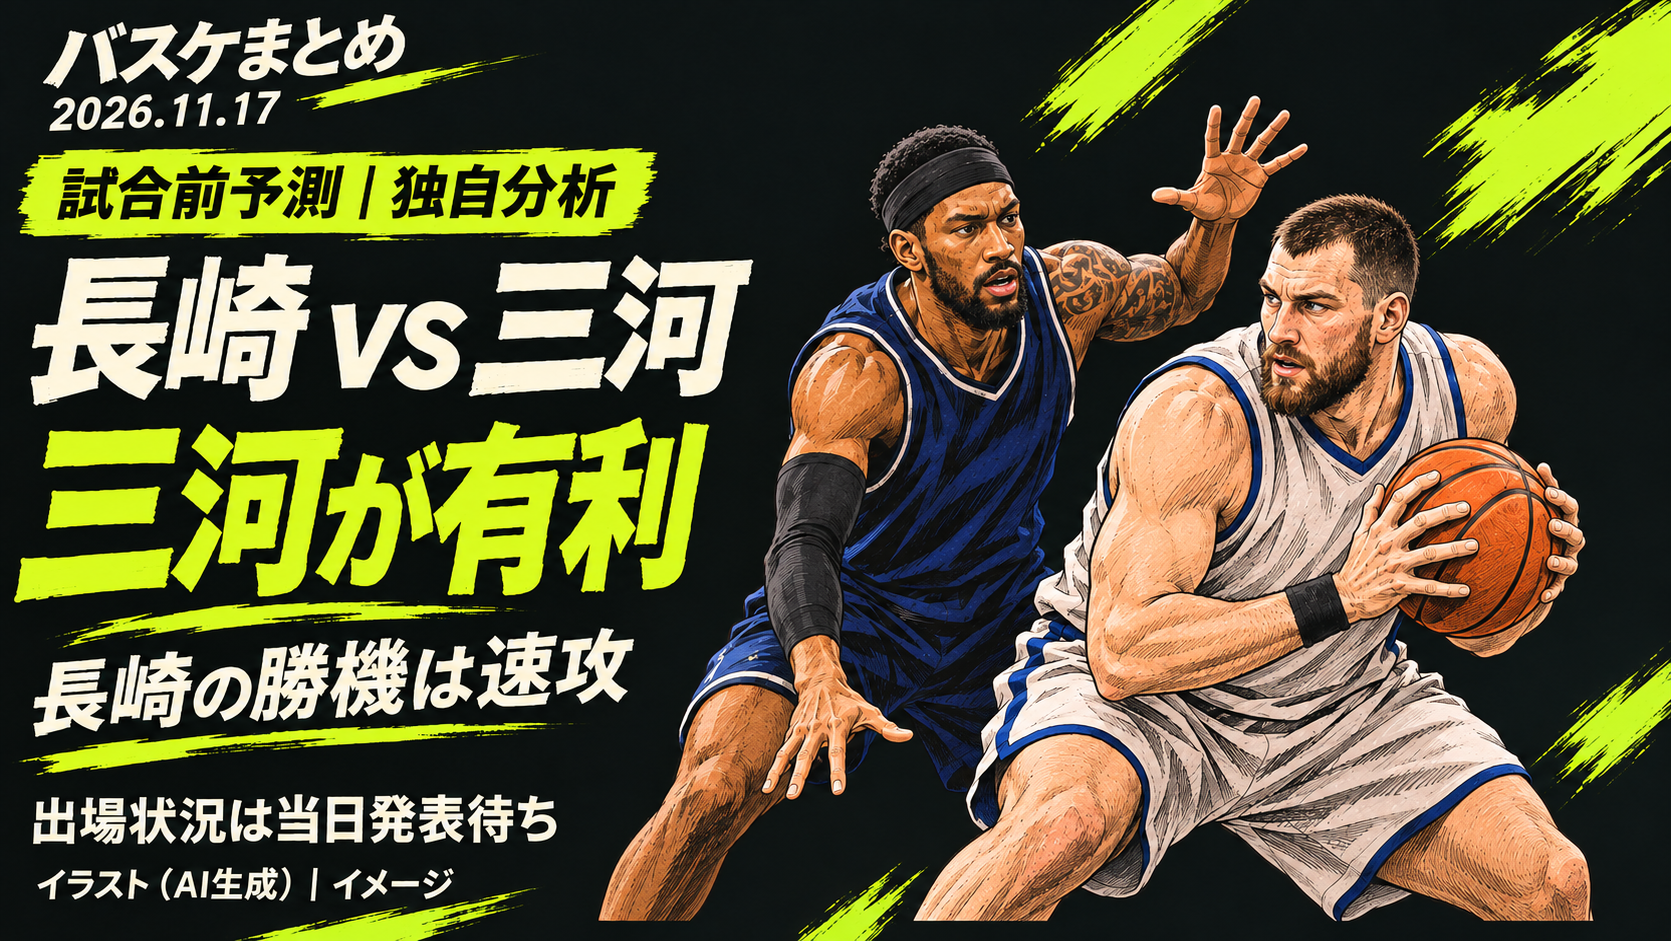 バスケまとめ
2026.11.17
試合前予測｜独自分析
長崎 VS 三河
三河が有利
長崎の勝機は速攻
出場状況は当日発表待ち
イラスト（AI生成）｜イメージ